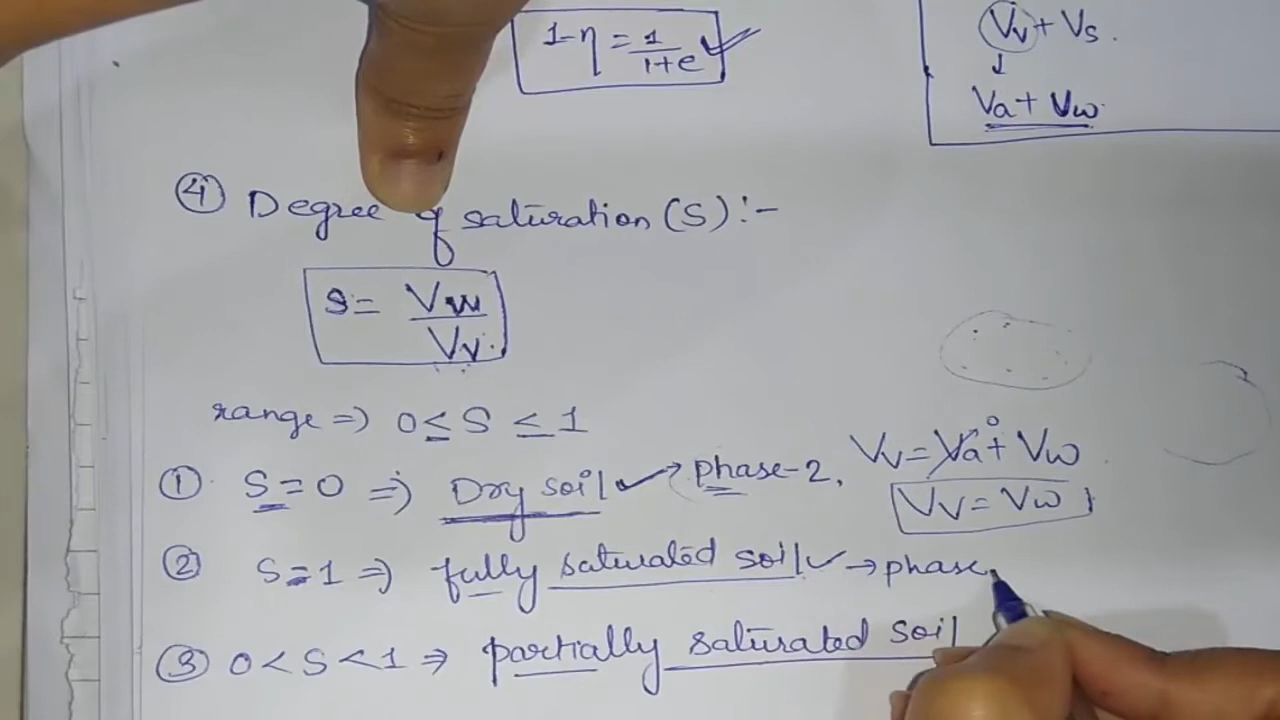 1-η = 1/1+e ✓
Vv + Vs.
↓
Va + Vw.
④ Degree of saturation (S) :-
S = Vw/Vv.
range ⇒ 0 ≤ S ≤ 1
① S = 0 ⇒ Dry soil ✓ → phase-2,
Vv = Va⁰ + Vw
Vv = Vw
② S = 1 ⇒ fully saturated soil ✓ → phase
③ 0 < S < 1 ⇒ partially saturated soil